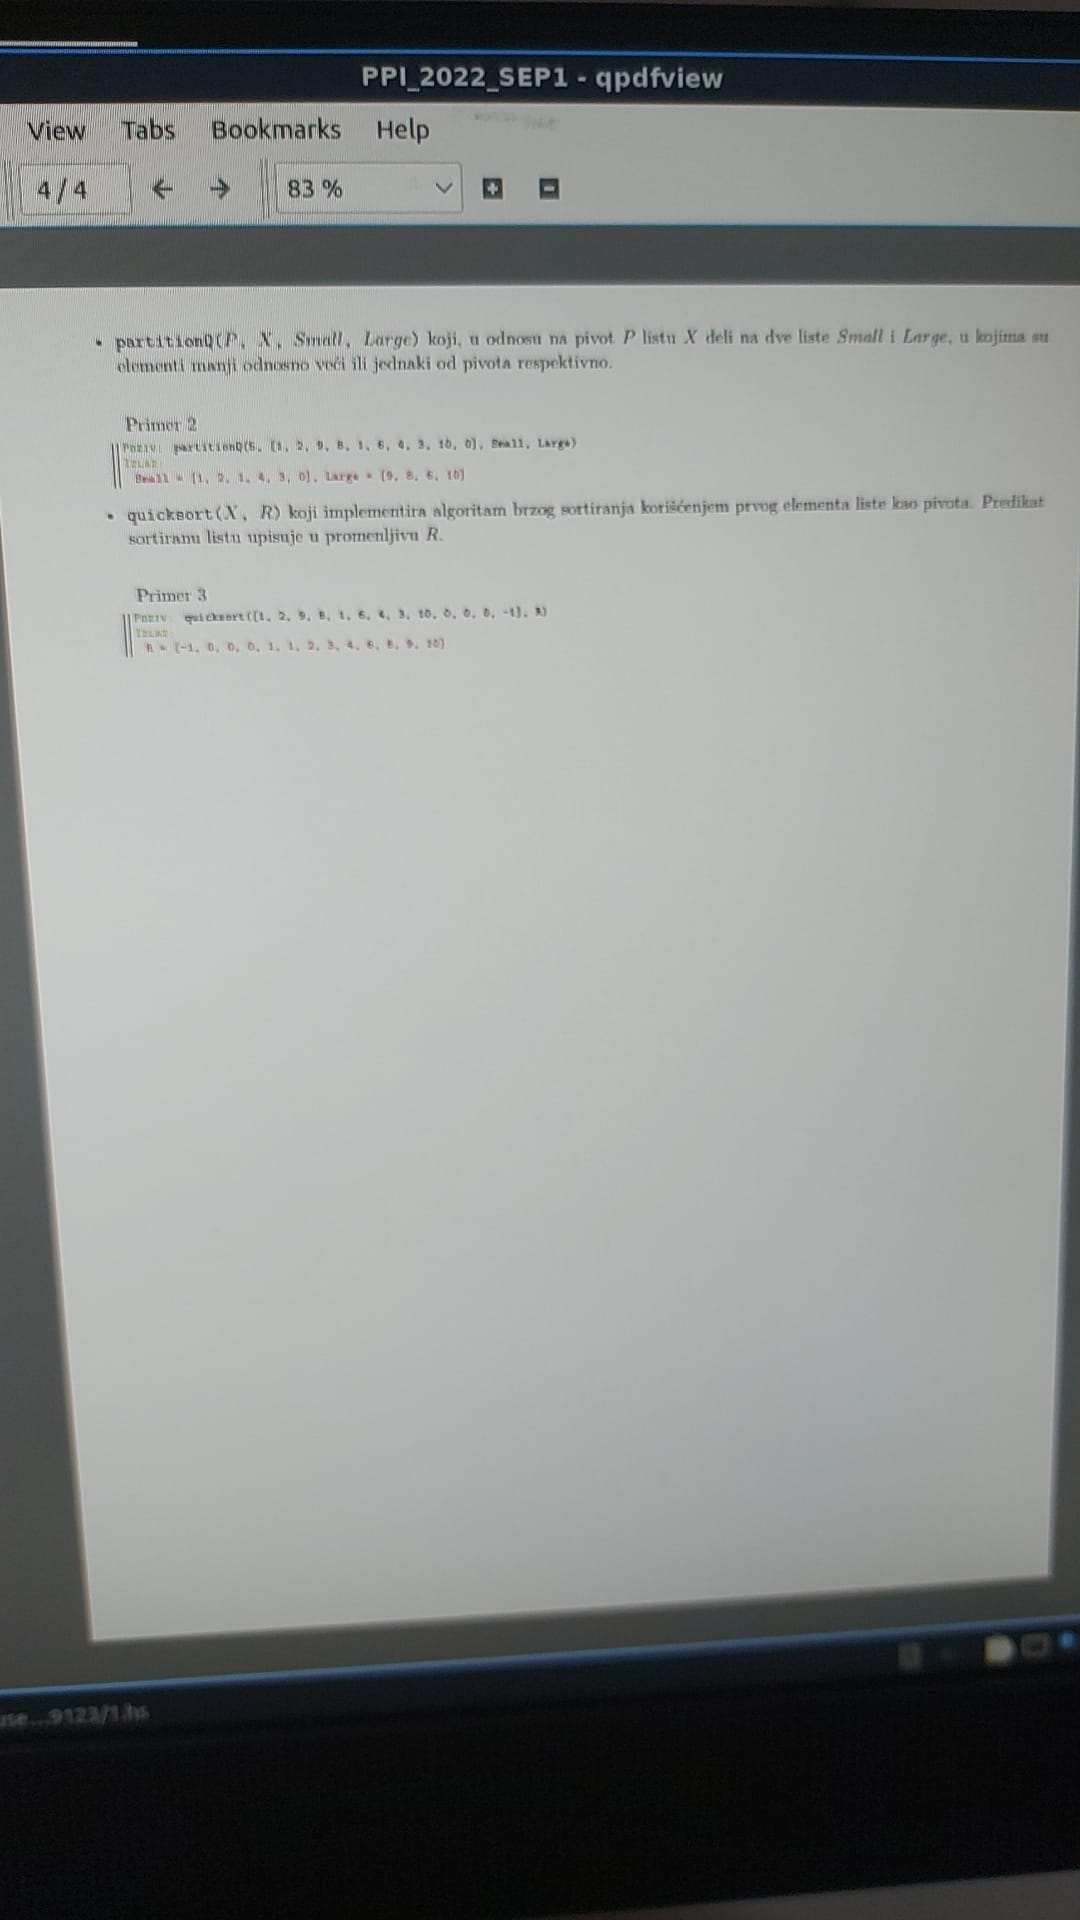 PPI_2022_SEP1 - qpdfview
View Tabs Bookmarks Help
4 / 4 83 %
• partitionQ(P, X, Small, Large) koji, u odnosu na pivot P listu X deli na dve liste Small i Large, u kojima su
elementi manji odnosno veći ili jednaki od pivota respektivno.
Primer 2
POZIV: partitionQ(5, [1, 2, 9, 8, 1, 6, 4, 3, 10, 0], Small, Large)
IZLAZ:
Small = [1, 2, 1, 4, 3, 0], Large = [9, 8, 6, 10]
• quicksort(X, R) koji implementira algoritam brzog sortiranja korišćenjem prvog elementa liste kao pivota. Predikat
sortiranu listu upisuje u promenljivu R.
Primer 3
POZIV: quicksort([1, 2, 9, 8, 1, 6, 4, 3, 10, 0, 0, 0, -1], R)
IZLAZ:
R = [-1, 0, 0, 0, 1, 1, 2, 3, 4, 6, 8, 9, 10]
use...9123/1.hs